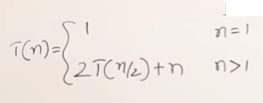 T(n) = { 1    n = 1
2T(n/2) + n    n > 1